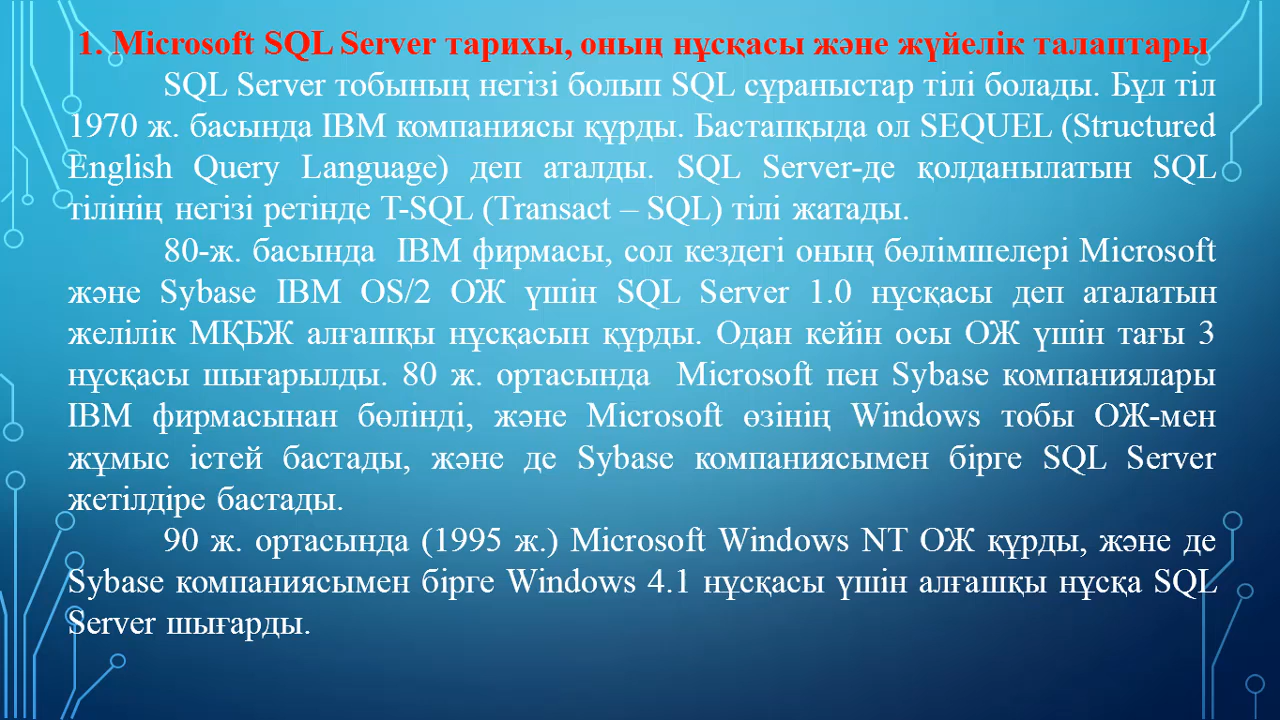 1. Microsoft SQL Server тарихы, оның нұсқасы және жүйелік талаптары
SQL Server тобының негізі болып SQL сұраныстар тілі болады. Бұл тіл
1970 ж. басында IBM компаниясы құрды. Бастапқыда ол SEQUEL (Structured
English Query Language) деп аталды. SQL Server-де қолданылатын SQL
тілінің негізі ретінде T-SQL (Transact – SQL) тілі жатады.
80-ж. басында IBM фирмасы, сол кездегі оның бөлімшелері Microsoft
және Sybase IBM OS/2 ОЖ үшін SQL Server 1.0 нұсқасы деп аталатын
желілік МҚБЖ алғашқы нұсқасын құрды. Одан кейін осы ОЖ үшін тағы 3
нұсқасы шығарылды. 80 ж. ортасында Microsoft пен Sybase компаниялары
IBM фирмасынан бөлінді, және Microsoft өзінің Windows тобы ОЖ-мен
жұмыс істей бастады, және де Sybase компаниясымен бірге SQL Server
жетілдіре бастады.
90 ж. ортасында (1995 ж.) Microsoft Windows NT ОЖ құрды, және де
Sybase компаниясымен бірге Windows 4.1 нұсқасы үшін алғашқы нұсқа SQL
Server шығарды.